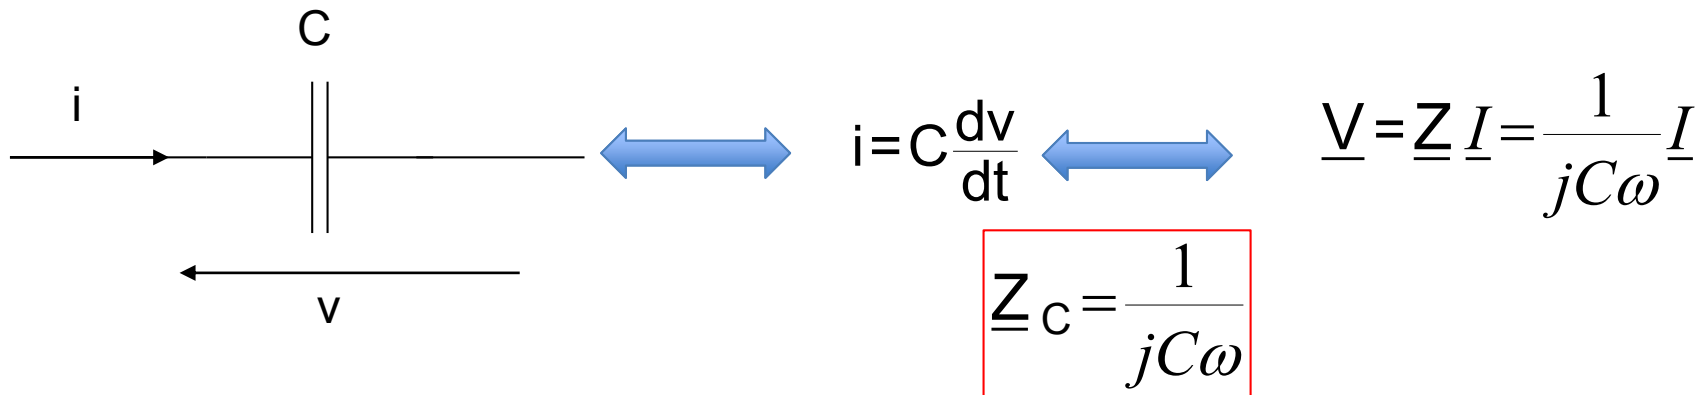 C
i
v
i=C dv/dt
V=Z I= 1/jCω I
Z C= 1/jCω